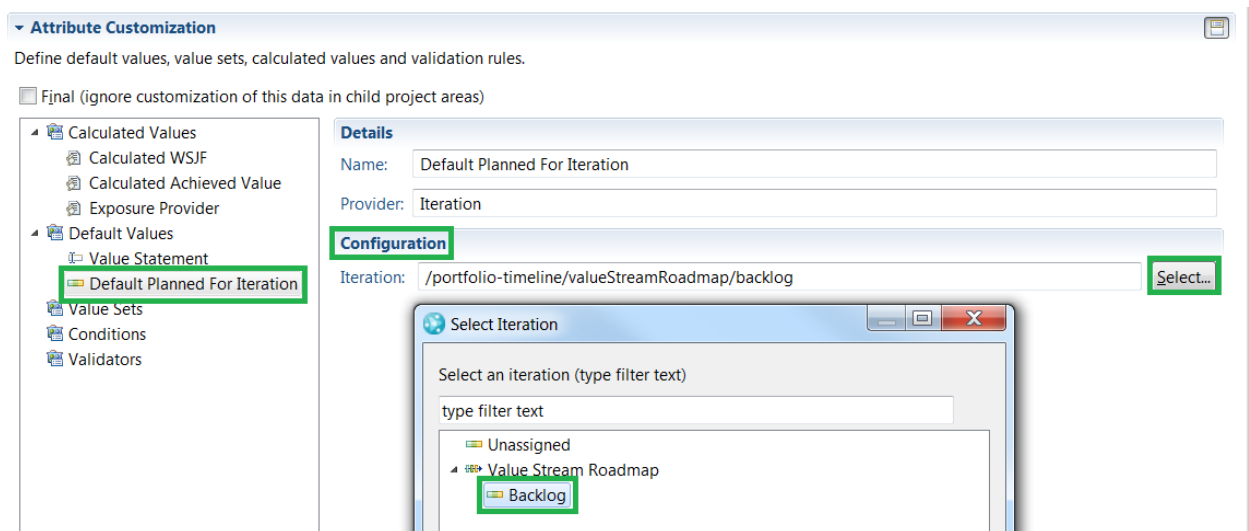 Attribute Customization
Define default values, value sets, calculated values and validation rules.
Final (ignore customization of this data in child project areas)
Calculated Values
Calculated WSJF
Calculated Achieved Value
Exposure Provider
Default Values
Value Statement
Default Planned For Iteration
Value Sets
Conditions
Validators
Details
Name: Default Planned For Iteration
Provider: Iteration
Configuration
Iteration: /portfolio-timeline/valueStreamRoadmap/backlog Select...
Select Iteration
Select an iteration (type filter text)
type filter text
Unassigned
Value Stream Roadmap
Backlog